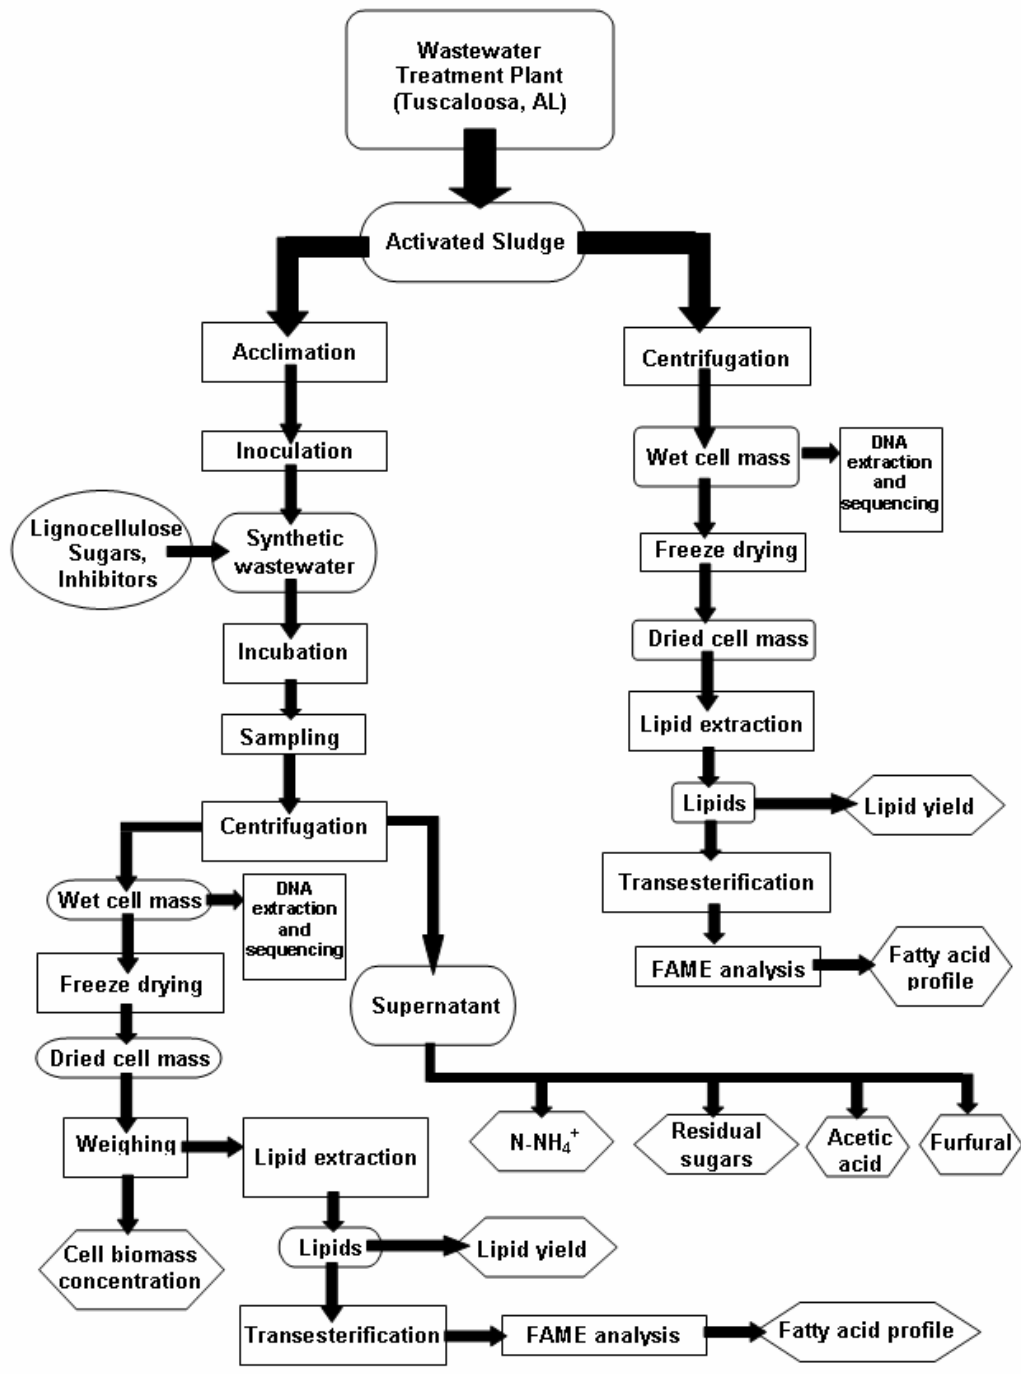 Wastewater
Treatment Plant
(Tuscaloosa, AL)
Activated Sludge
Acclimation
Inoculation
Lignocellulose
Sugars,
Inhibitors
Synthetic
wastewater
Incubation
Sampling
Centrifugation
Wet cell mass
DNA
extraction
and
sequencing
Freeze drying
Dried cell mass
Weighing
Cell biomass
concentration
Lipid extraction
Lipids
Lipid yield
Transesterification
FAME analysis
Fatty acid profile
Supernatant
N-NH₄⁺
Residual
sugars
Acetic
acid
Furfural
Centrifugation
Wet cell mass
DNA
extraction
and
sequencing
Freeze drying
Dried cell mass
Lipid extraction
Lipids
Lipid yield
Transesterification
FAME analysis
Fatty acid
profile